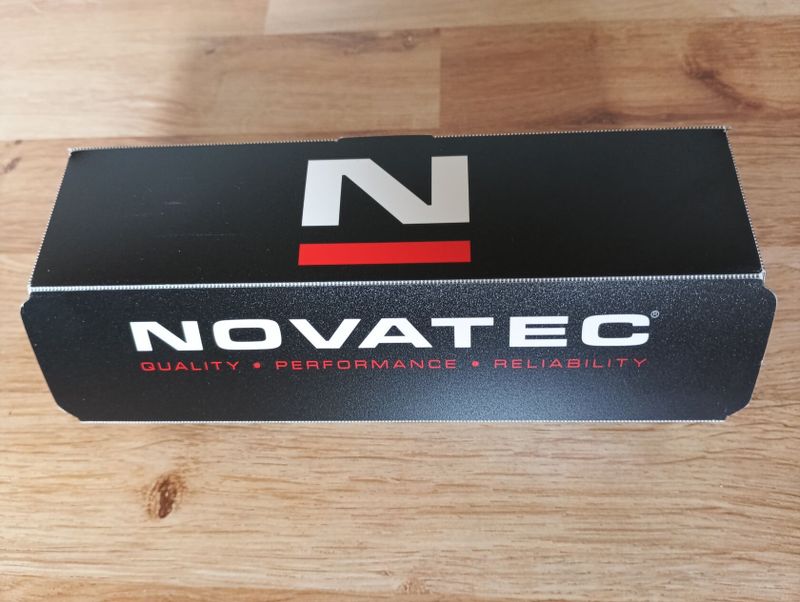 N
NOVATEC®
QUALITY • PERFORMANCE • RELIABILITY